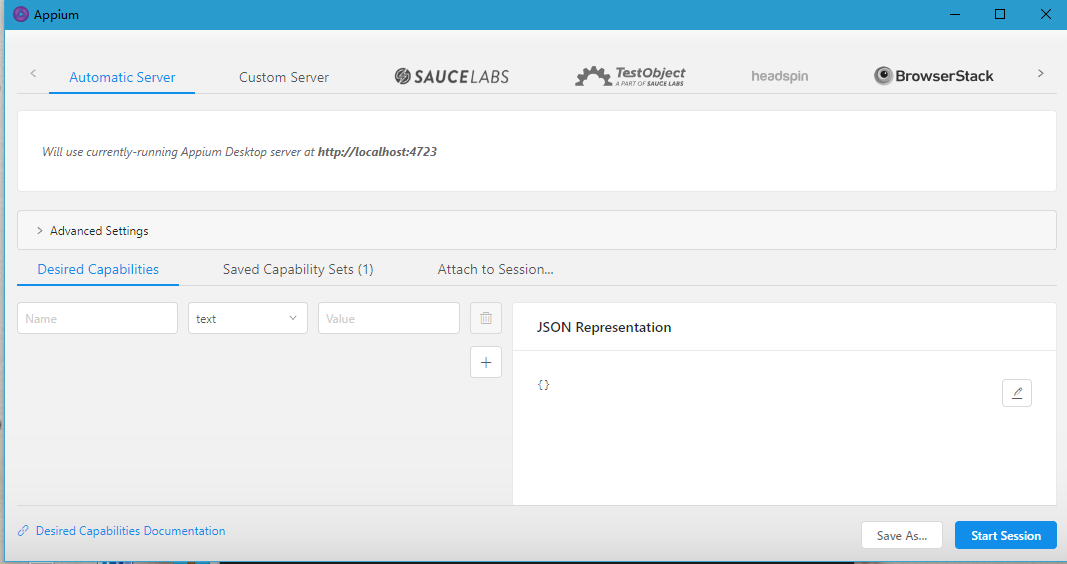 Appium
Automatic Server
Custom Server
SAUCELABS
TestObject
A PART OF SAUCE LABS
headspin
BrowserStack
Will use currently-running Appium Desktop server at http://localhost:4723
Advanced Settings
Desired Capabilities
Saved Capability Sets (1)
Attach to Session...
Name
text
Value
JSON Representation
{}
Desired Capabilities Documentation
Save As...
Start Session